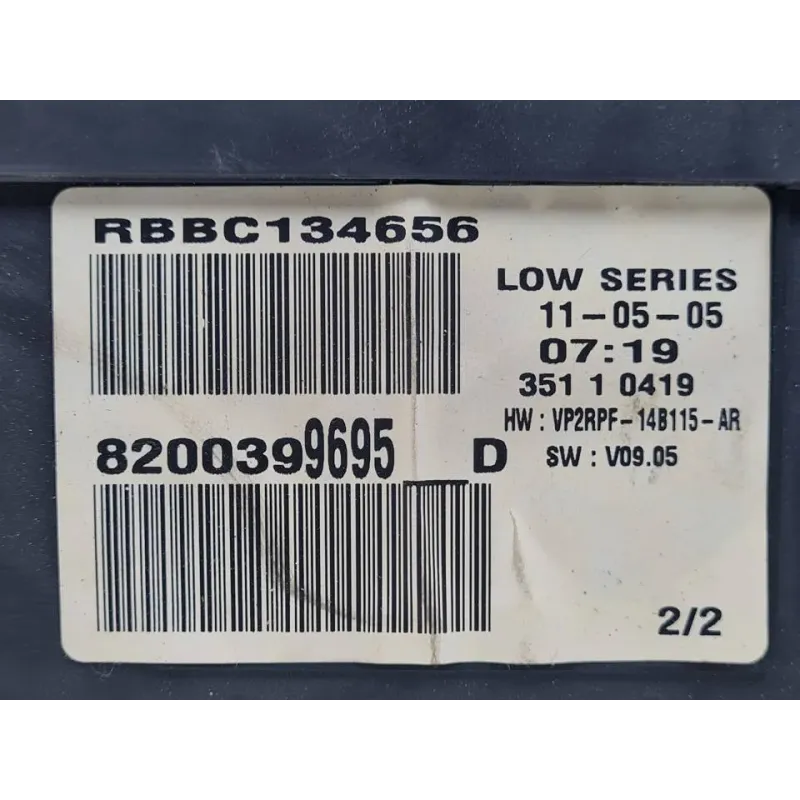 RBBC134656
LOW SERIES
11-05-05
07:19
351 1 0419
HW : VP2RPF-14B115-AR
8200399695__D
SW : V09.05
2/2